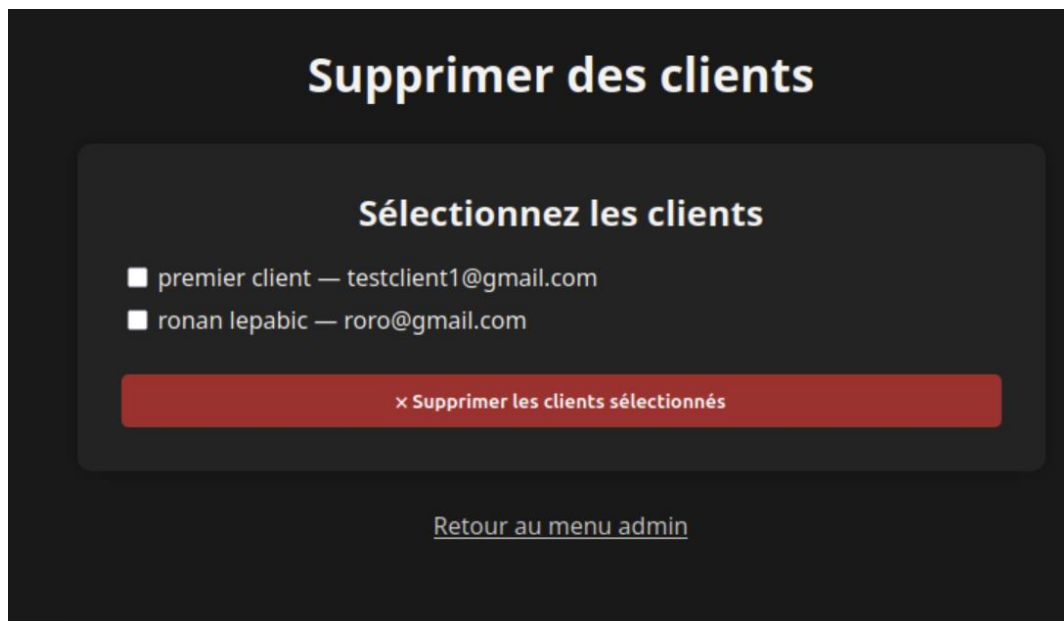 Supprimer des clients
Sélectionnez les clients
premier client — testclient1@gmail.com
ronan lepabic — roro@gmail.com
× Supprimer les clients sélectionnés
Retour au menu admin